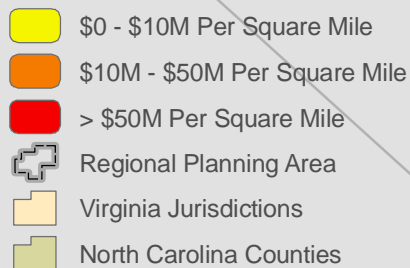 $0 - $10M Per Square Mile
$10M - $50M Per Square Mile
> $50M Per Square Mile
Regional Planning Area
Virginia Jurisdictions
North Carolina Counties